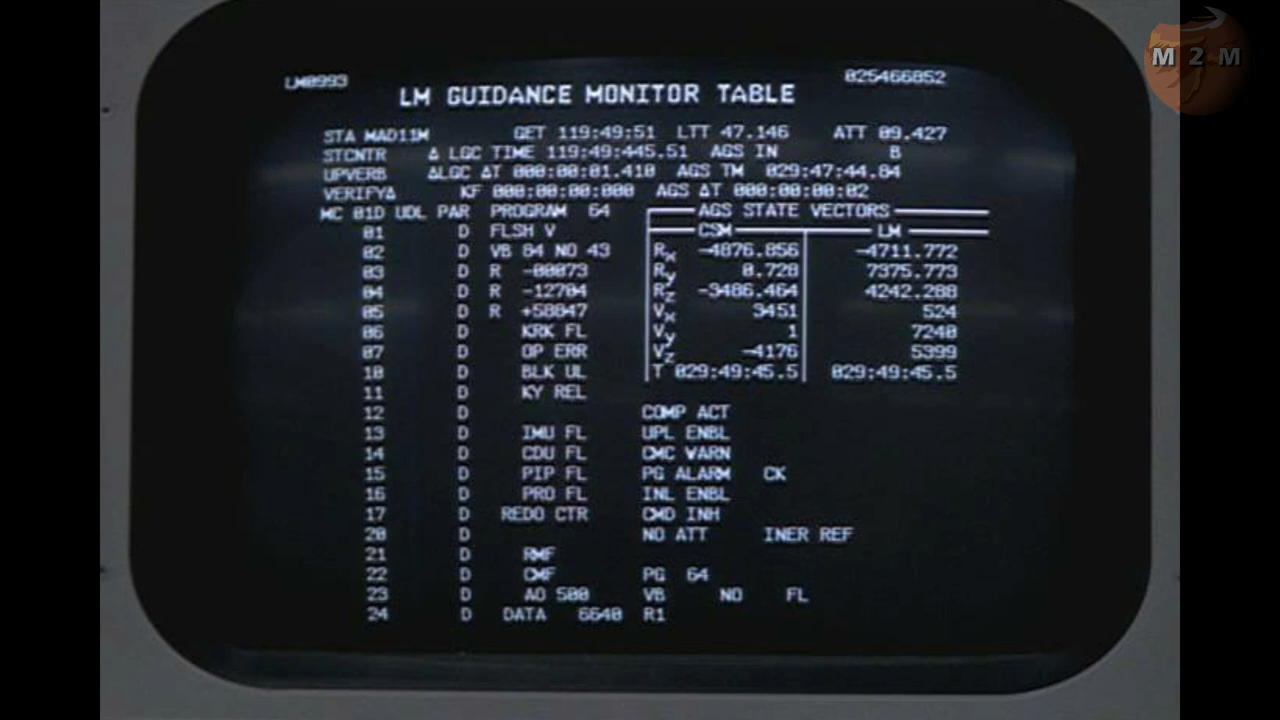 M 2 M
LM0993 025466852
LM GUIDANCE MONITOR TABLE
STA MAD11M GET 119:49:51 LTT 47.146 ATT 09.427
STCNTR Δ LGC TIME 119:49:445.51 AGS IN B
UPVERB ΔLGC ΔT 000:00:01.410 AGS TM 029:47:44.84
VERIFYΔ KF 000:00:00:000 AGS ΔT 000:00:00:02
MC 01D UDL PAR PROGRAM 64 AGS STATE VECTORS
01 D FLSH V CSM LM
02 D VB 84 NO 43 Rx -4876.856 -4711.772
03 D R -00073 Ry 0.728 7375.773
04 D R -12704 Rz -3486.464 4242.288
05 D R +58847 Vx 3451 524
06 D KRK FL Vy 1 7240
07 D OP ERR Vz -4176 5399
10 D BLK UL T 029:49:45.5 029:49:45.5
11 D KY REL
12 D COMP ACT
13 D IMU FL UPL ENBL
14 D CDU FL CMC WARN
15 D PIP FL PG ALARM CK
16 D PRO FL INL ENBL
17 D REDO CTR CMD INH
20 D NO ATT INER REF
21 D RMF
22 D CMF PG 64
23 D AO 500 VB NO FL
24 D DATA 6640 R1